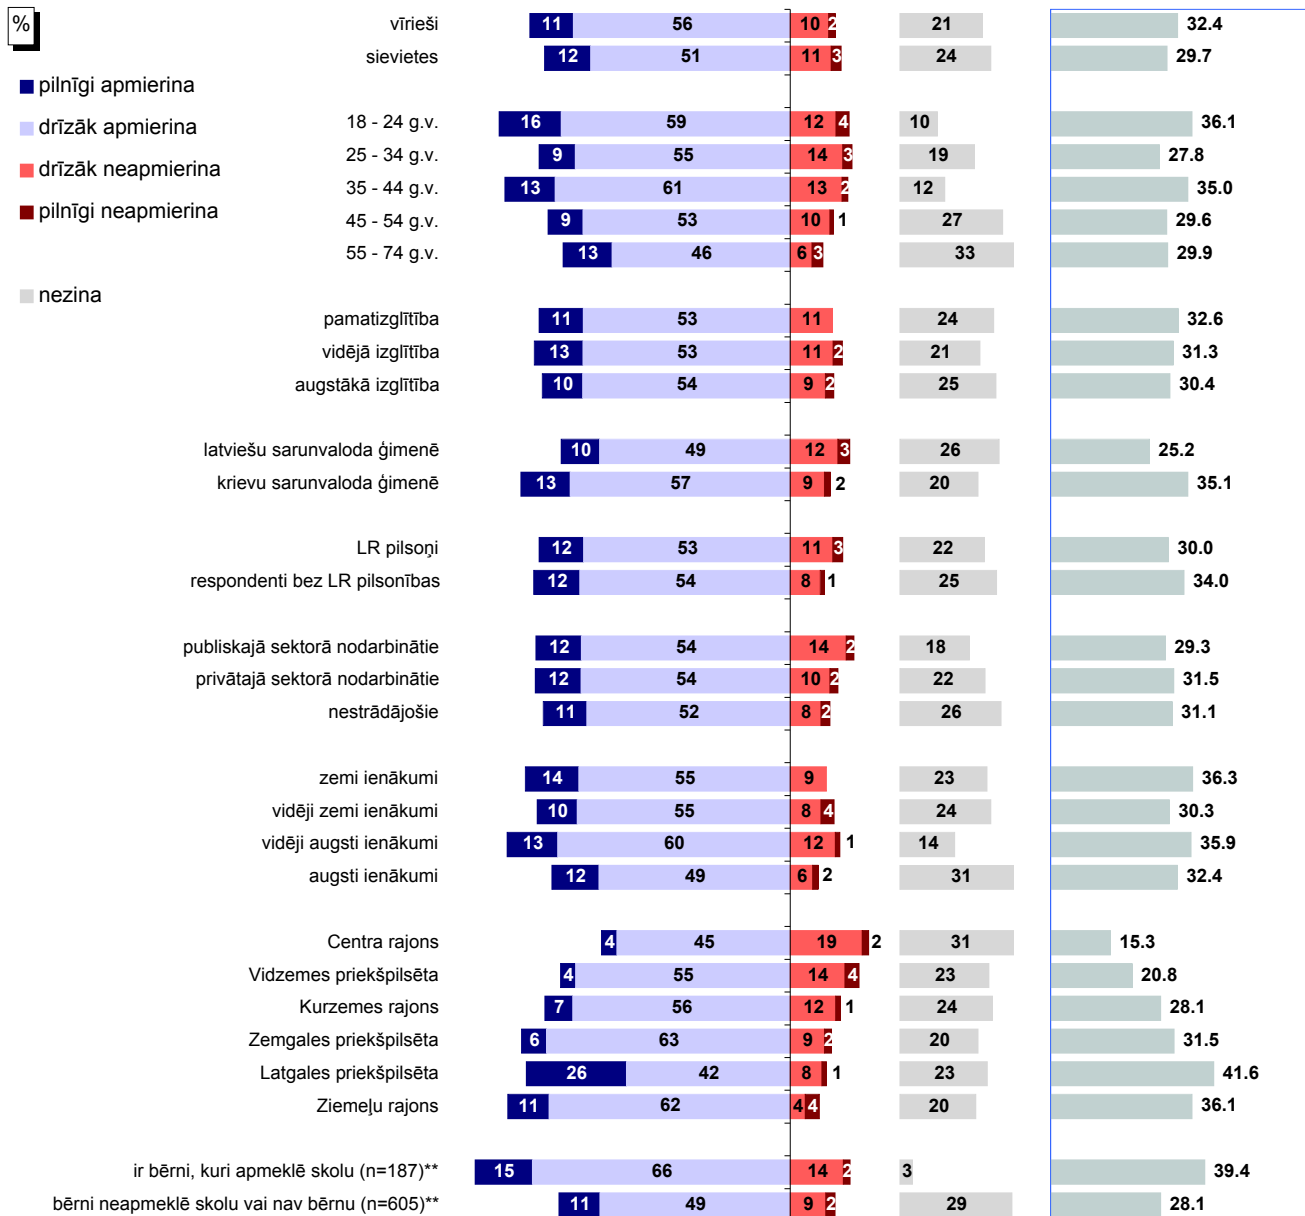 %
pilnīgi apmierina
drīzāk apmierina
drīzāk neapmierina
pilnīgi neapmierina
nezina
vīrieši 11 56 10 2 21 32.4
sievietes 12 51 11 3 24 29.7
18 - 24 g.v. 16 59 12 4 10 36.1
25 - 34 g.v. 9 55 14 3 19 27.8
35 - 44 g.v. 13 61 13 2 12 35.0
45 - 54 g.v. 9 53 10 1 27 29.6
55 - 74 g.v. 13 46 6 3 33 29.9
pamatizglītība 11 53 11 24 32.6
vidējā izglītība 13 53 11 2 21 31.3
augstākā izglītība 10 54 9 2 25 30.4
latviešu sarunvaloda ģimenē 10 49 12 3 26 25.2
krievu sarunvaloda ģimenē 13 57 9 2 20 35.1
LR pilsoņi 12 53 11 3 22 30.0
respondenti bez LR pilsonības 12 54 8 1 25 34.0
publiskajā sektorā nodarbinātie 12 54 14 2 18 29.3
privātajā sektorā nodarbinātie 12 54 10 2 22 31.5
nestrādājošie 11 52 8 2 26 31.1
zemi ienākumi 14 55 9 23 36.3
vidēji zemi ienākumi 10 55 8 4 24 30.3
vidēji augsti ienākumi 13 60 12 1 14 35.9
augsti ienākumi 12 49 6 2 31 32.4
Centra rajons 4 45 19 2 31 15.3
Vidzemes priekšpilsēta 4 55 14 4 23 20.8
Kurzemes rajons 7 56 12 1 24 28.1
Zemgales priekšpilsēta 6 63 9 2 20 31.5
Latgales priekšpilsēta 26 42 8 1 23 41.6
Ziemeļu rajons 11 62 4 4 20 36.1
ir bērni, kuri apmeklē skolu (n=187)** 15 66 14 2 3 39.4
bērni neapmeklē skolu vai nav bērnu (n=605)** 11 49 9 2 29 28.1